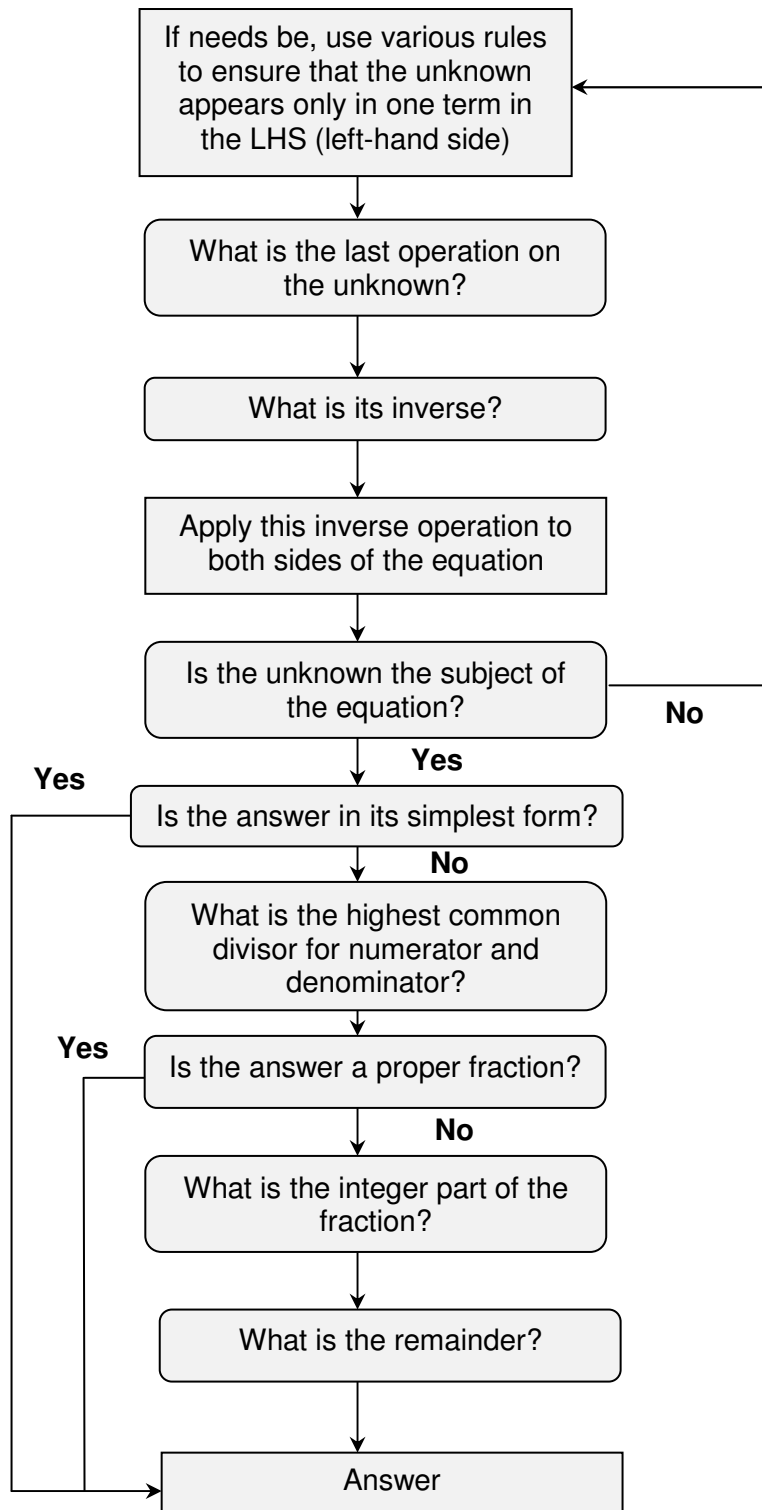 If needs be, use various rules
to ensure that the unknown
appears only in one term in
the LHS (left-hand side)
What is the last operation on
the unknown?
What is its inverse?
Apply this inverse operation to
both sides of the equation
Is the unknown the subject of
the equation?
No
Yes
Yes
Is the answer in its simplest form?
No
What is the highest common
divisor for numerator and
denominator?
Yes
Is the answer a proper fraction?
No
What is the integer part of the
fraction?
What is the remainder?
Answer